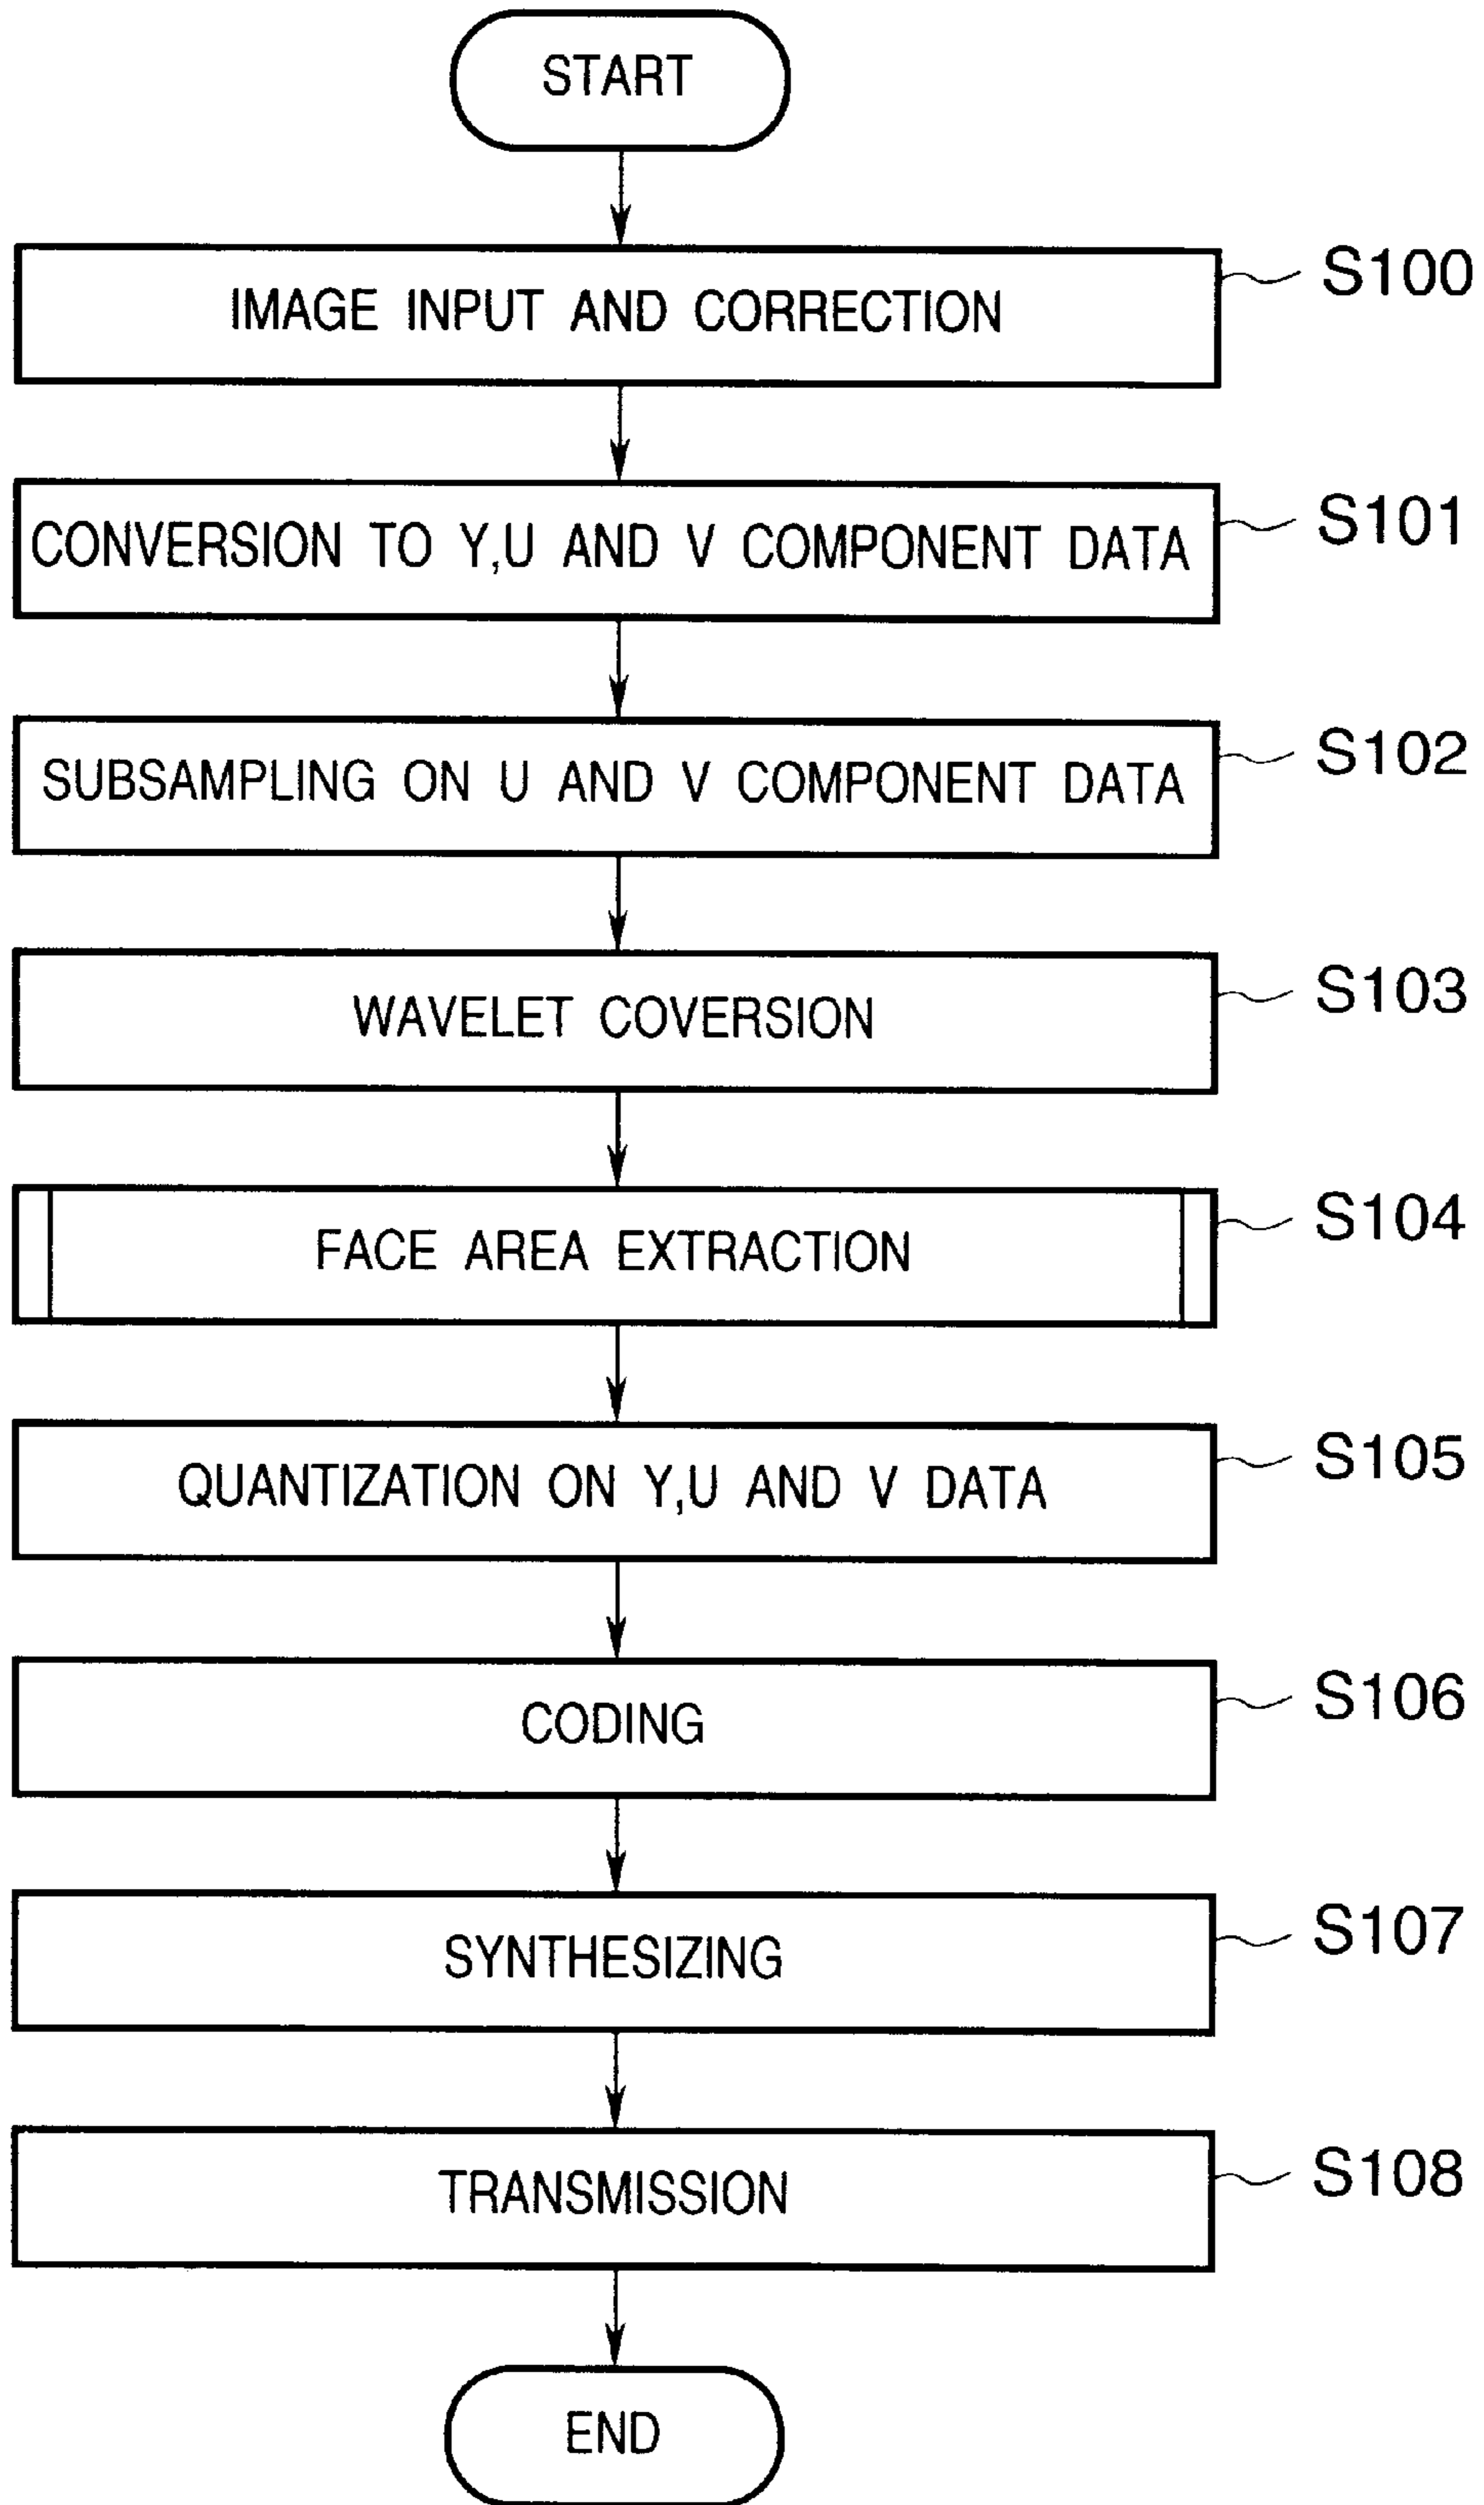 START
IMAGE INPUT AND CORRECTION
S100
CONVERSION TO Y,U AND V COMPONENT DATA
S101
SUBSAMPLING ON U AND V COMPONENT DATA
S102
WAVELET COVERSION
S103
FACE AREA EXTRACTION
S104
QUANTIZATION ON Y,U AND V DATA
S105
CODING
S106
SYNTHESIZING
S107
TRANSMISSION
S108
END